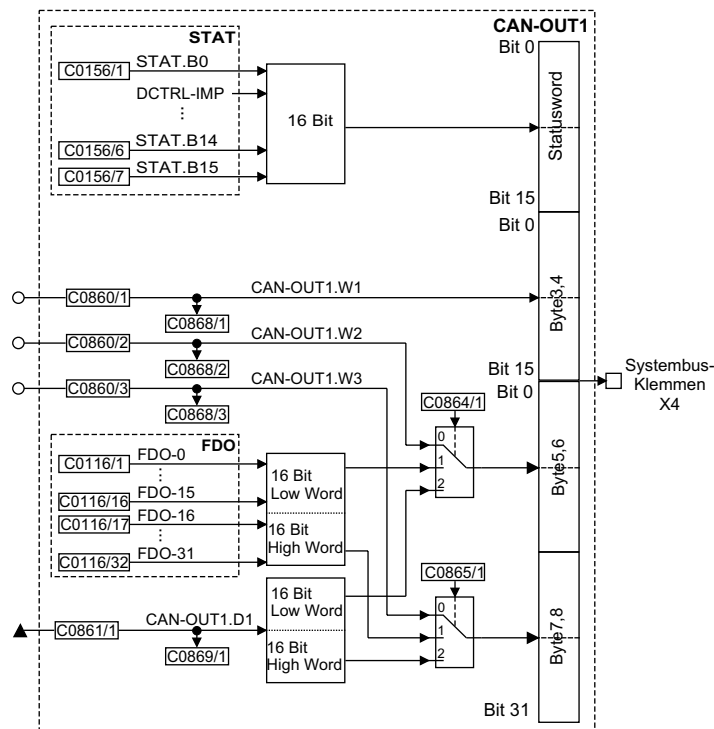 STAT
CAN-OUT1
Bit 0
C0156/1
STAT.B0
DCTRL-IMP
16 Bit
Statusword
C0156/6
STAT.B14
C0156/7
STAT.B15
Bit 15
Bit 0
C0860/1
CAN-OUT1.W1
Byte3,4
C0868/1
C0860/2
CAN-OUT1.W2
C0868/2
Bit 15
Bit 0
Systembus-
Klemmen
X4
C0860/3
CAN-OUT1.W3
C0868/3
C0864/1
FDO
0
1
2
Byte5,6
C0116/1
FDO-0
16 Bit
Low Word
C0116/16
FDO-15
C0116/17
FDO-16
16 Bit
High Word
C0116/32
FDO-31
C0865/1
16 Bit
Low Word
0
1
2
Byte7,8
C0861/1
CAN-OUT1.D1
16 Bit
High Word
C0869/1
Bit 31